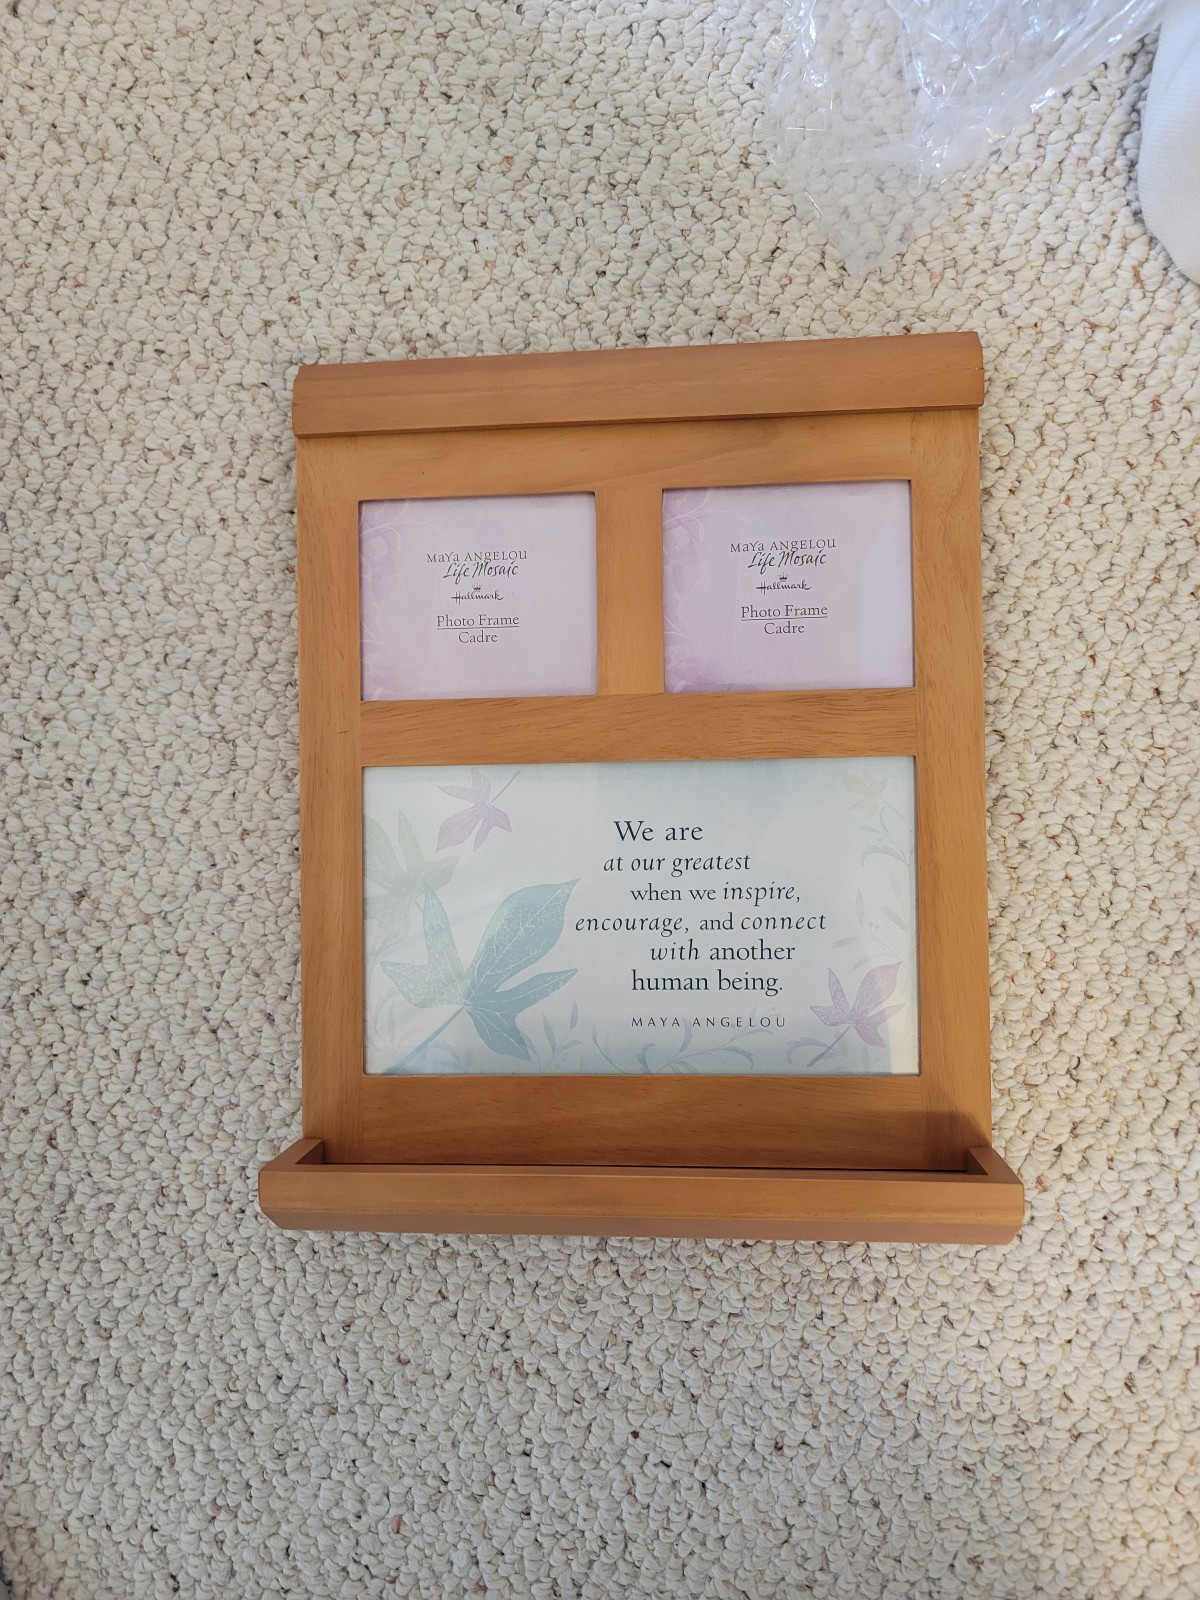 MAYA ANGELOU
Life Mosaic
Hallmark
Photo Frame
Cadre
MAYA ANGELOU
Life Mosaic
Hallmark
Photo Frame
Cadre
We are
at our greatest
when we inspire,
encourage, and connect
with another
human being.
MAYA ANGELOU